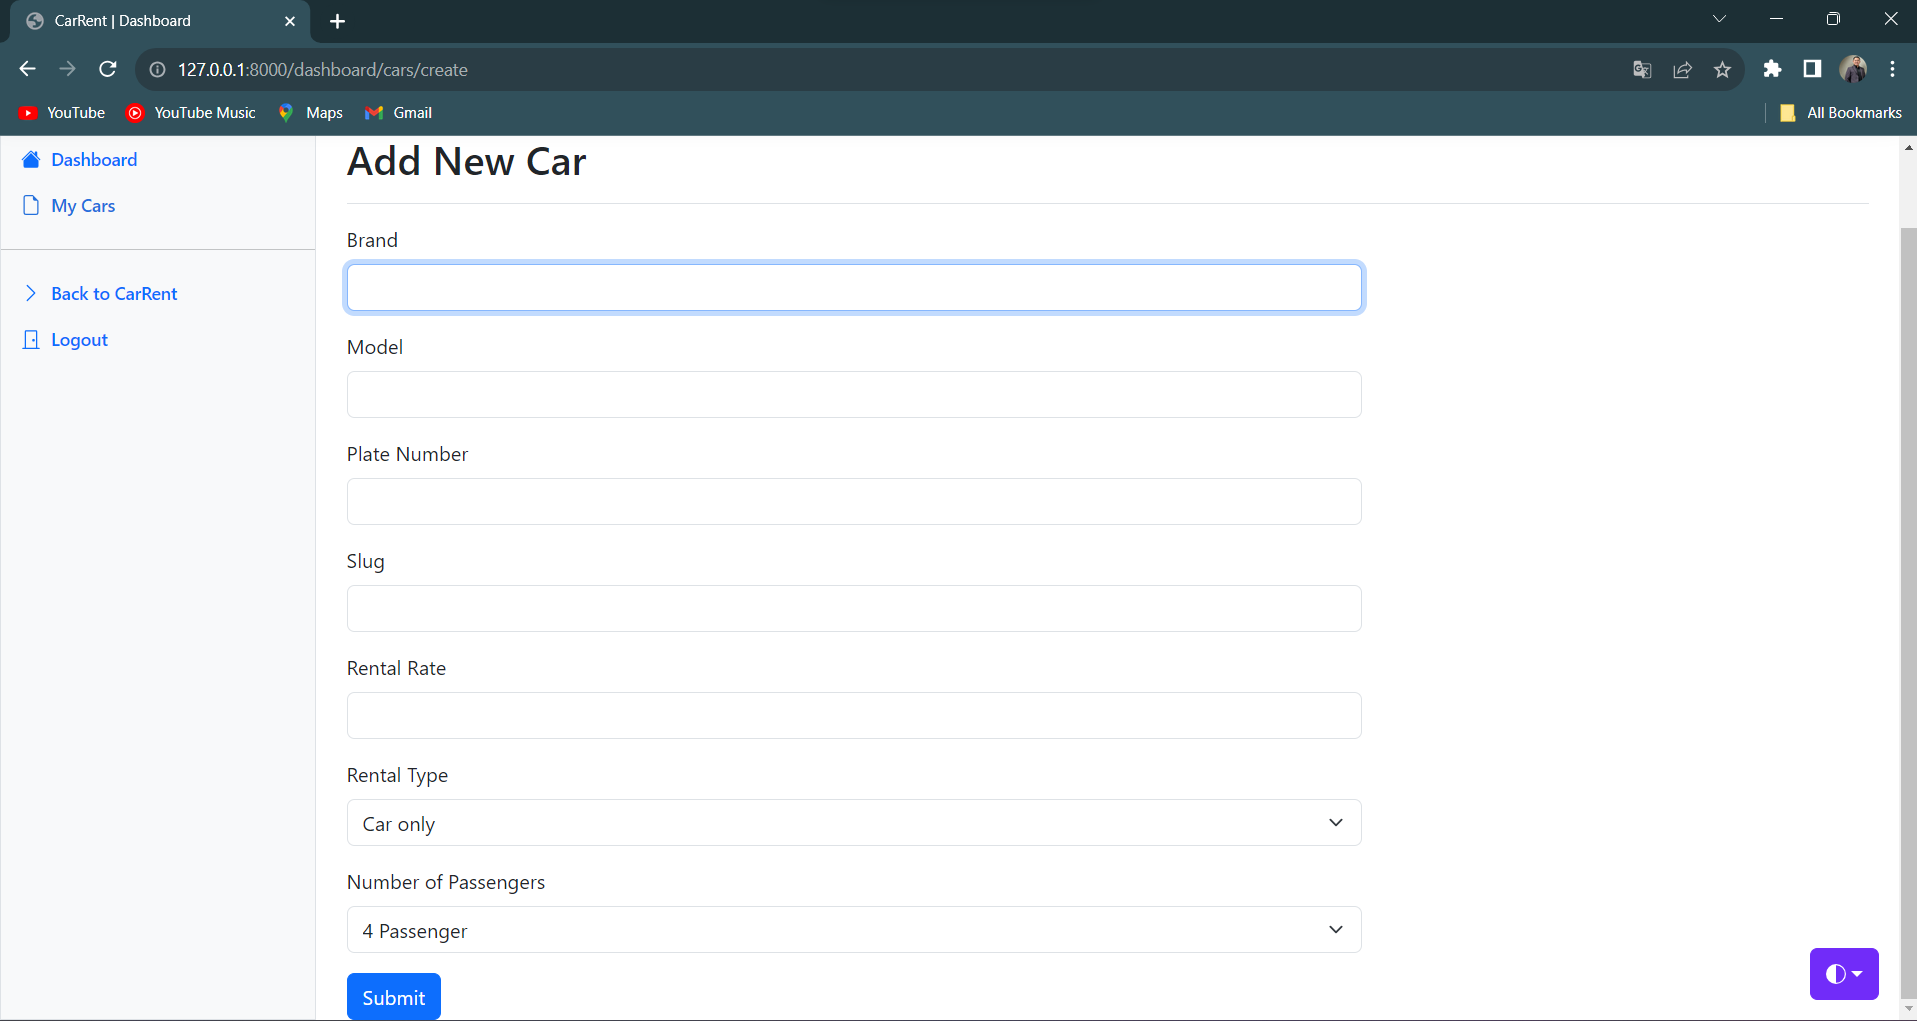 CarRent | Dashboard
127.0.0.1:8000/dashboard/cars/create
YouTube YouTube Music Maps Gmail All Bookmarks
Dashboard
My Cars
Back to CarRent
Logout
Add New Car
Brand
Model
Plate Number
Slug
Rental Rate
Rental Type
Car only
Number of Passengers
4 Passenger
Submit